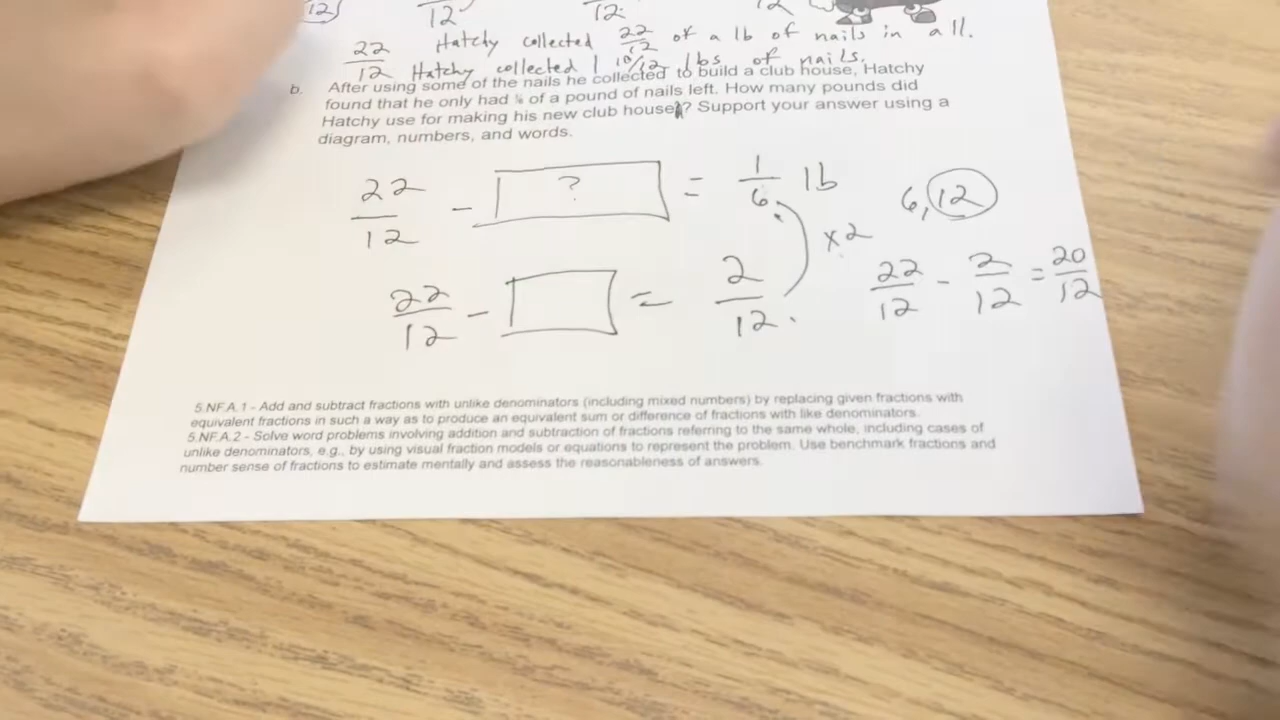 12
12
12
12
22/12 Hatchy collected 22/12 of a lb of nails in all.
Hatchy collected 1 10/12 lbs of nails.
b. After using some of the nails he collected to build a club house, Hatchy
found that he only had ⅙ of a pound of nails left. How many pounds did
Hatchy use for making his new club house? Support your answer using a
diagram, numbers, and words.
22/12 - ? = 1/6 lb 6, 12
x2
22/12 - = 2/12. 22/12 - 2/12 = 20/12
5.NF.A.1 - Add and subtract fractions with unlike denominators (including mixed numbers) by replacing given fractions with
equivalent fractions in such a way as to produce an equivalent sum or difference of fractions with like denominators.
5.NF.A.2 - Solve word problems involving addition and subtraction of fractions referring to the same whole, including cases of
unlike denominators, e.g., by using visual fraction models or equations to represent the problem. Use benchmark fractions and
number sense of fractions to estimate mentally and assess the reasonableness of answers.